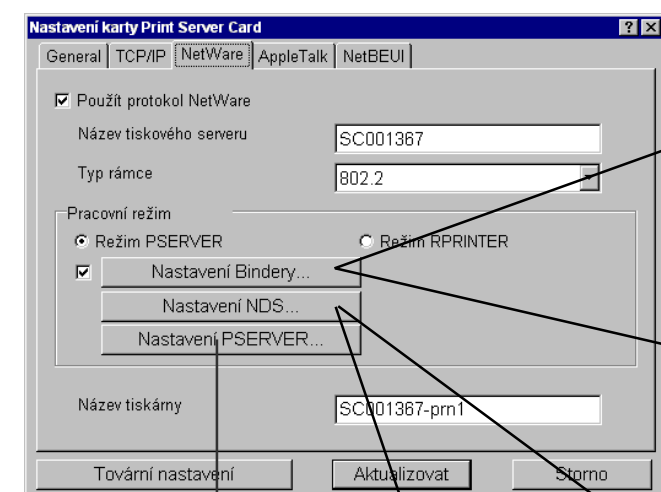 Nastavení karty Print Server Card
General TCP/IP NetWare AppleTalk NetBEUI
Použít protokol NetWare
Název tiskového serveru SC001367
Typ rámce 802.2
Pracovní režim
Režim PSERVER Režim RPRINTER
Nastavení Bindery...
Nastavení NDS...
Nastavení PSERVER...
Název tiskárny SC001367-prn1
Tovární nastavení Aktualizovat Storno